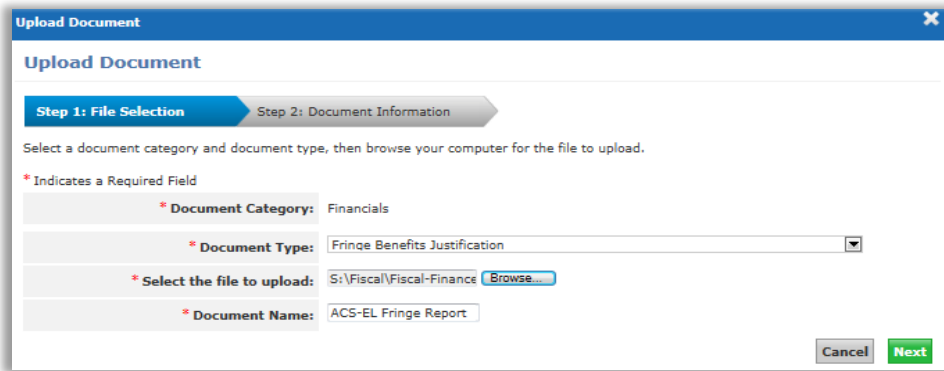 Upload Document
Upload Document
Step 1: File Selection Step 2: Document Information
Select a document category and document type, then browse your computer for the file to upload.
* Indicates a Required Field
* Document Category: Financials
* Document Type: Fringe Benefits Justification
* Select the file to upload: S:\Fiscal\Fiscal-Finance Browse...
* Document Name: ACS-EL Fringe Report
Cancel Next